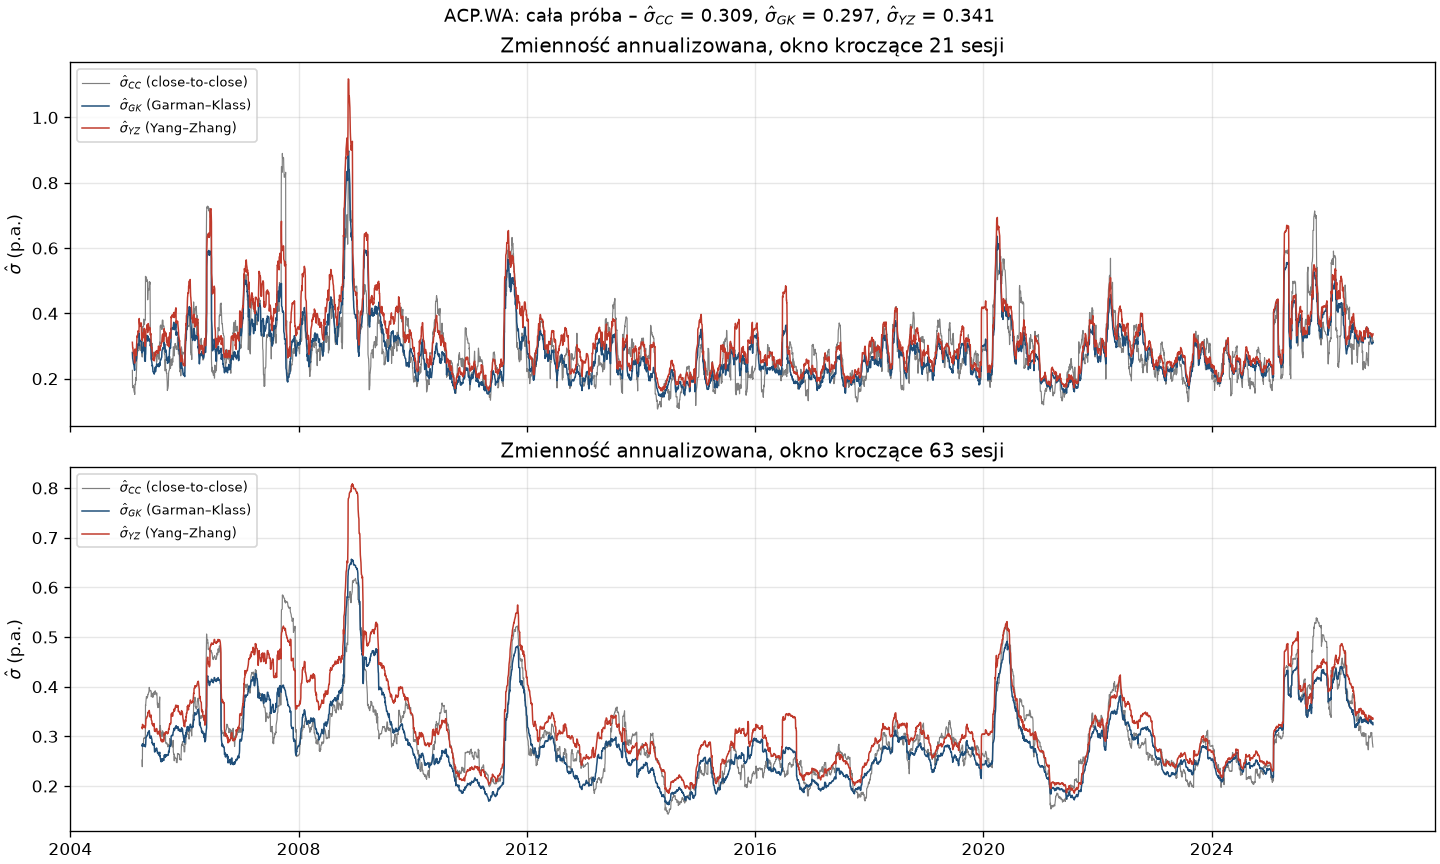 ACP.WA: cała próba – σ̂CC = 0.309, σ̂GK = 0.297, σ̂YZ = 0.341
Zmienność annualizowana, okno kroczące 21 sesji
σ̂CC (close-to-close)
σ̂GK (Garman–Klass)
σ̂YZ (Yang–Zhang)
1.0
0.8
0.6
0.4
0.2
σ̂ (p.a.)
Zmienność annualizowana, okno kroczące 63 sesji
σ̂CC (close-to-close)
σ̂GK (Garman–Klass)
σ̂YZ (Yang–Zhang)
0.8
0.7
0.6
0.5
0.4
0.3
0.2
σ̂ (p.a.)
2004 2008 2012 2016 2020 2024